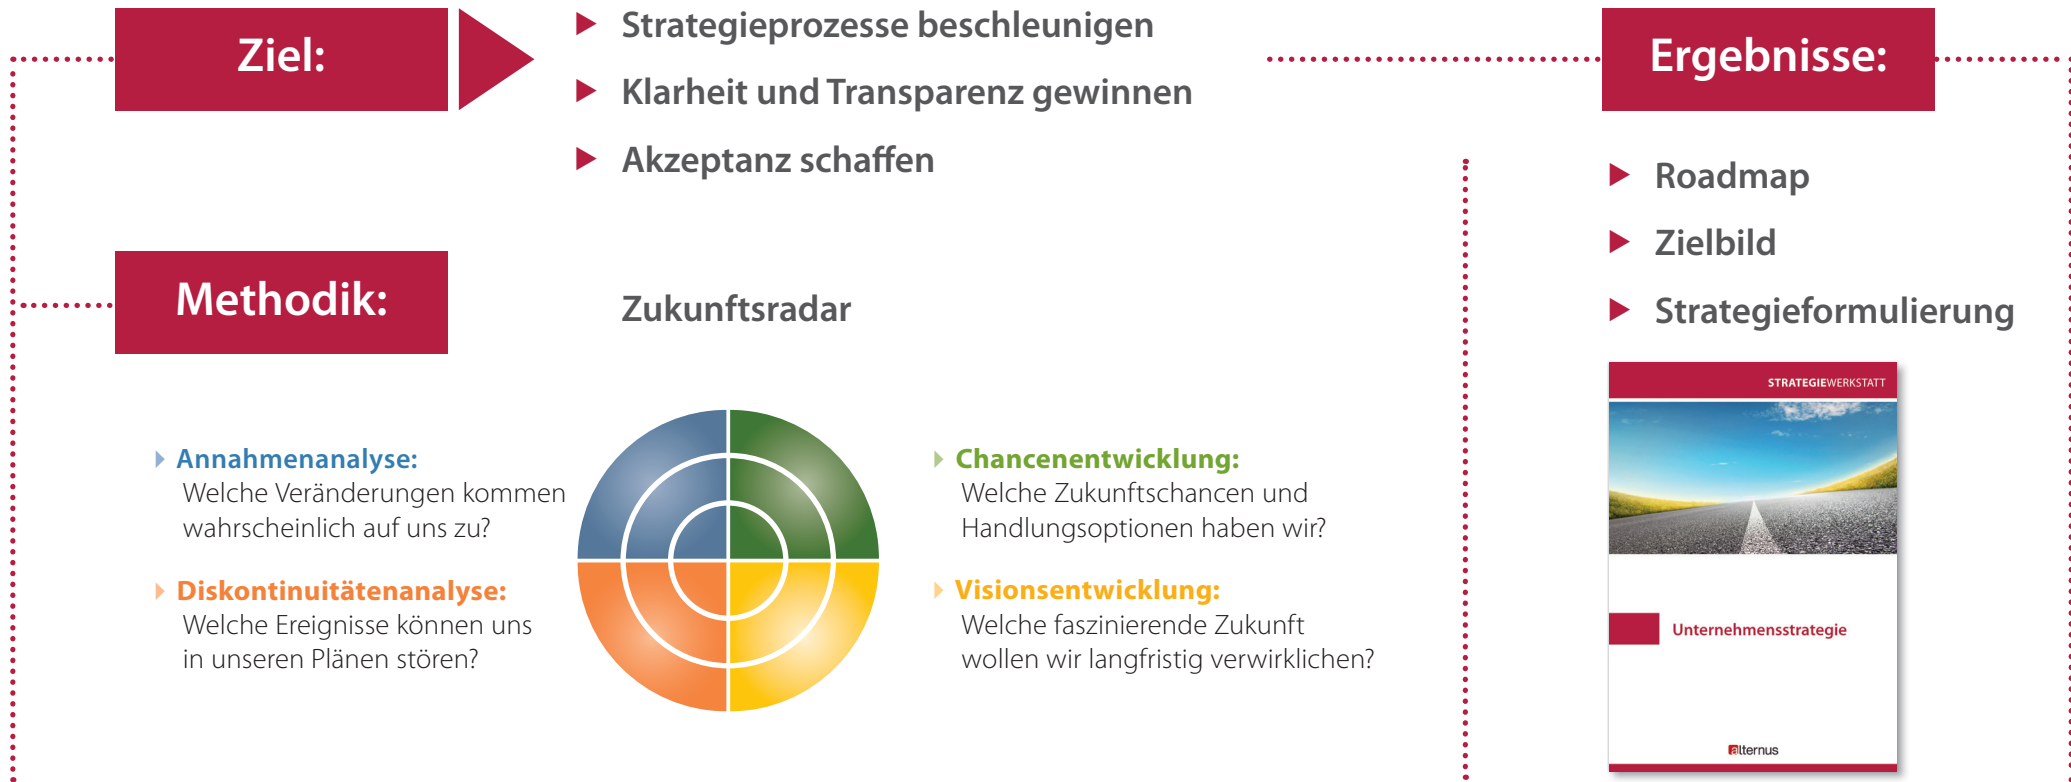 Ziel:
Strategieprozesse beschleunigen
Klarheit und Transparenz gewinnen
Akzeptanz schaffen
Methodik:
Zukunftsradar
Annahmenanalyse:
Welche Veränderungen kommen
wahrscheinlich auf uns zu?
Diskontinuitätenanalyse:
Welche Ereignisse können uns
in unseren Plänen stören?
Chancenentwicklung:
Welche Zukunftschancen und
Handlungsoptionen haben wir?
Visionsentwicklung:
Welche faszinierende Zukunft
wollen wir langfristig verwirklichen?
Ergebnisse:
Roadmap
Zielbild
Strategieformulierung
STRATEGIEWERKSTATT
Unternehmensstrategie
alternus